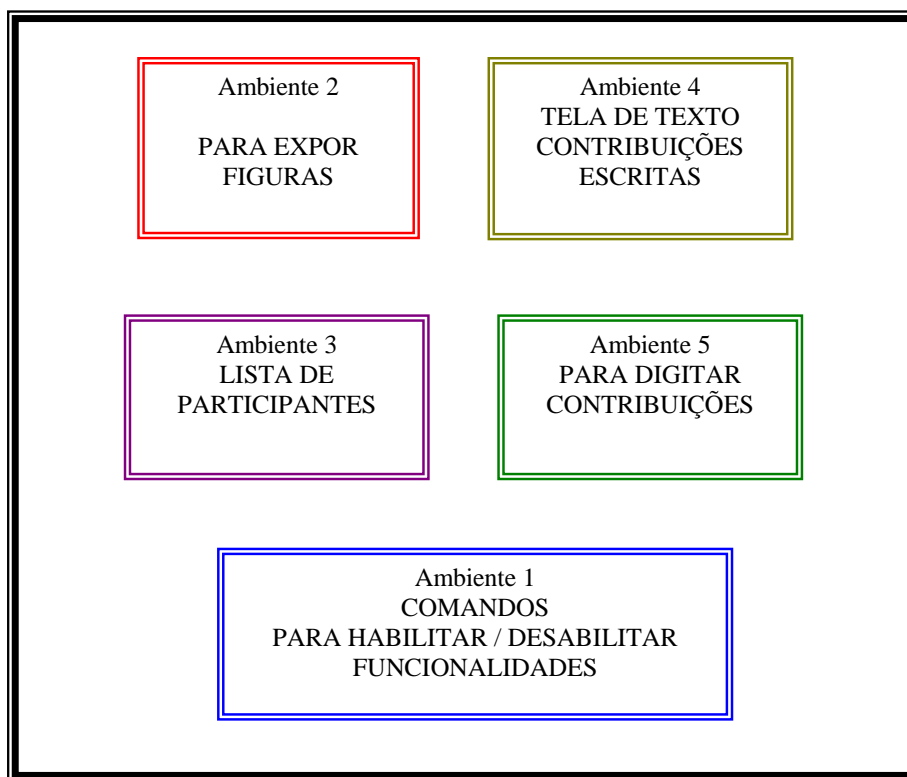 Ambiente 2
PARA EXPOR
FIGURAS
Ambiente 4
TELA DE TEXTO
CONTRIBUIÇÕES
ESCRITAS
Ambiente 3
LISTA DE
PARTICIPANTES
Ambiente 5
PARA DIGITAR
CONTRIBUIÇÕES
Ambiente 1
COMANDOS
PARA HABILITAR / DESABILITAR
FUNCIONALIDADES